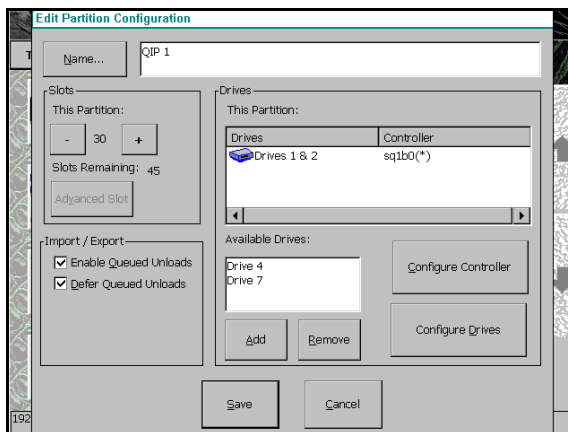 Edit Partition Configuration
Name...
QIP 1
Slots
This Partition:
- 30 +
Slots Remaining: 45
Advanced Slot
Import / Export
Enable Queued Unloads
Defer Queued Unloads
Drives
This Partition:
Drives Controller
Drives 1 & 2 sq1b0(*)
Available Drives:
Drive 4
Drive 7
Configure Controller
Add Remove
Configure Drives
Save Cancel
T
192